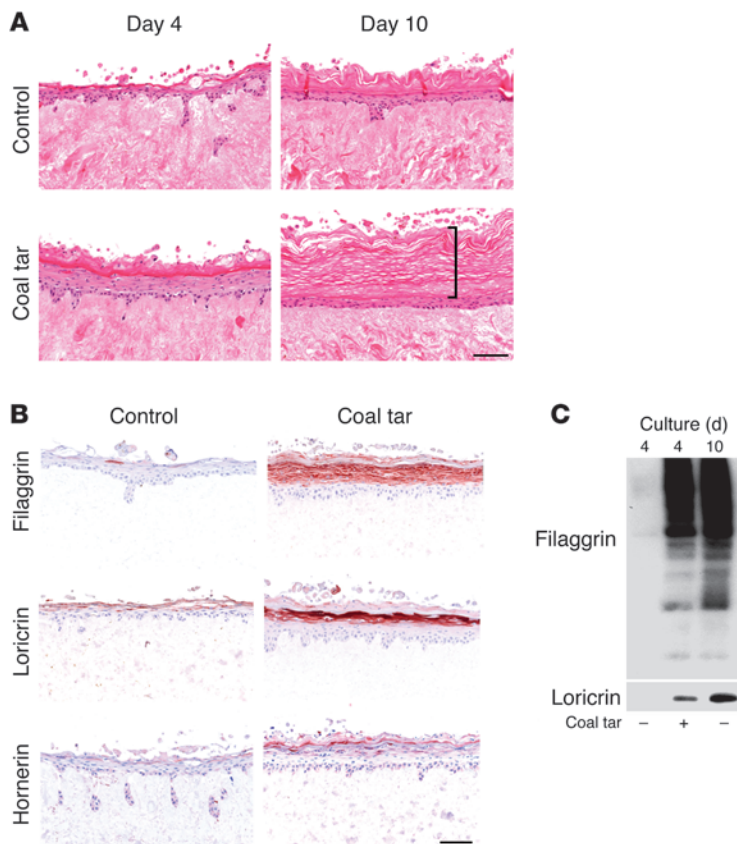 A
Day 4
Day 10
Control
Coal tar
B
Control
Coal tar
Filaggrin
Loricrin
Hornerin
C
Culture (d)
4 4 10
Filaggrin
Loricrin
Coal tar − + −